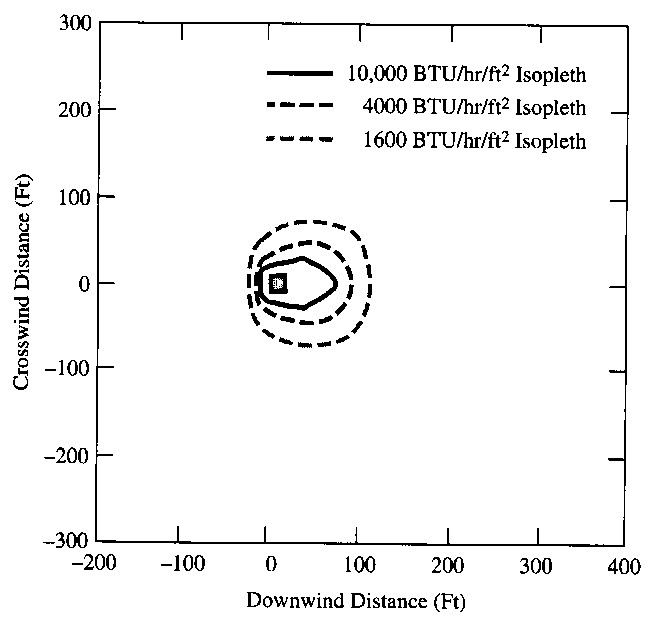 300
200
100
0
−100
−200
−300
Crosswind Distance (Ft)
10,000 BTU/hr/ft² Isopleth
4000 BTU/hr/ft² Isopleth
1600 BTU/hr/ft² Isopleth
−200 −100 0 100 200 300 400
Downwind Distance (Ft)